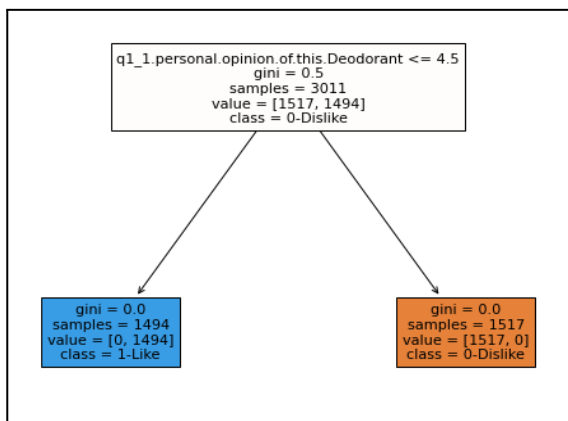 q1_1.personal.opinion.of.this.Deodorant <= 4.5
gini = 0.5
samples = 3011
value = [1517, 1494]
class = 0-Dislike
gini = 0.0
samples = 1494
value = [0, 1494]
class = 1-Like
gini = 0.0
samples = 1517
value = [1517, 0]
class = 0-Dislike